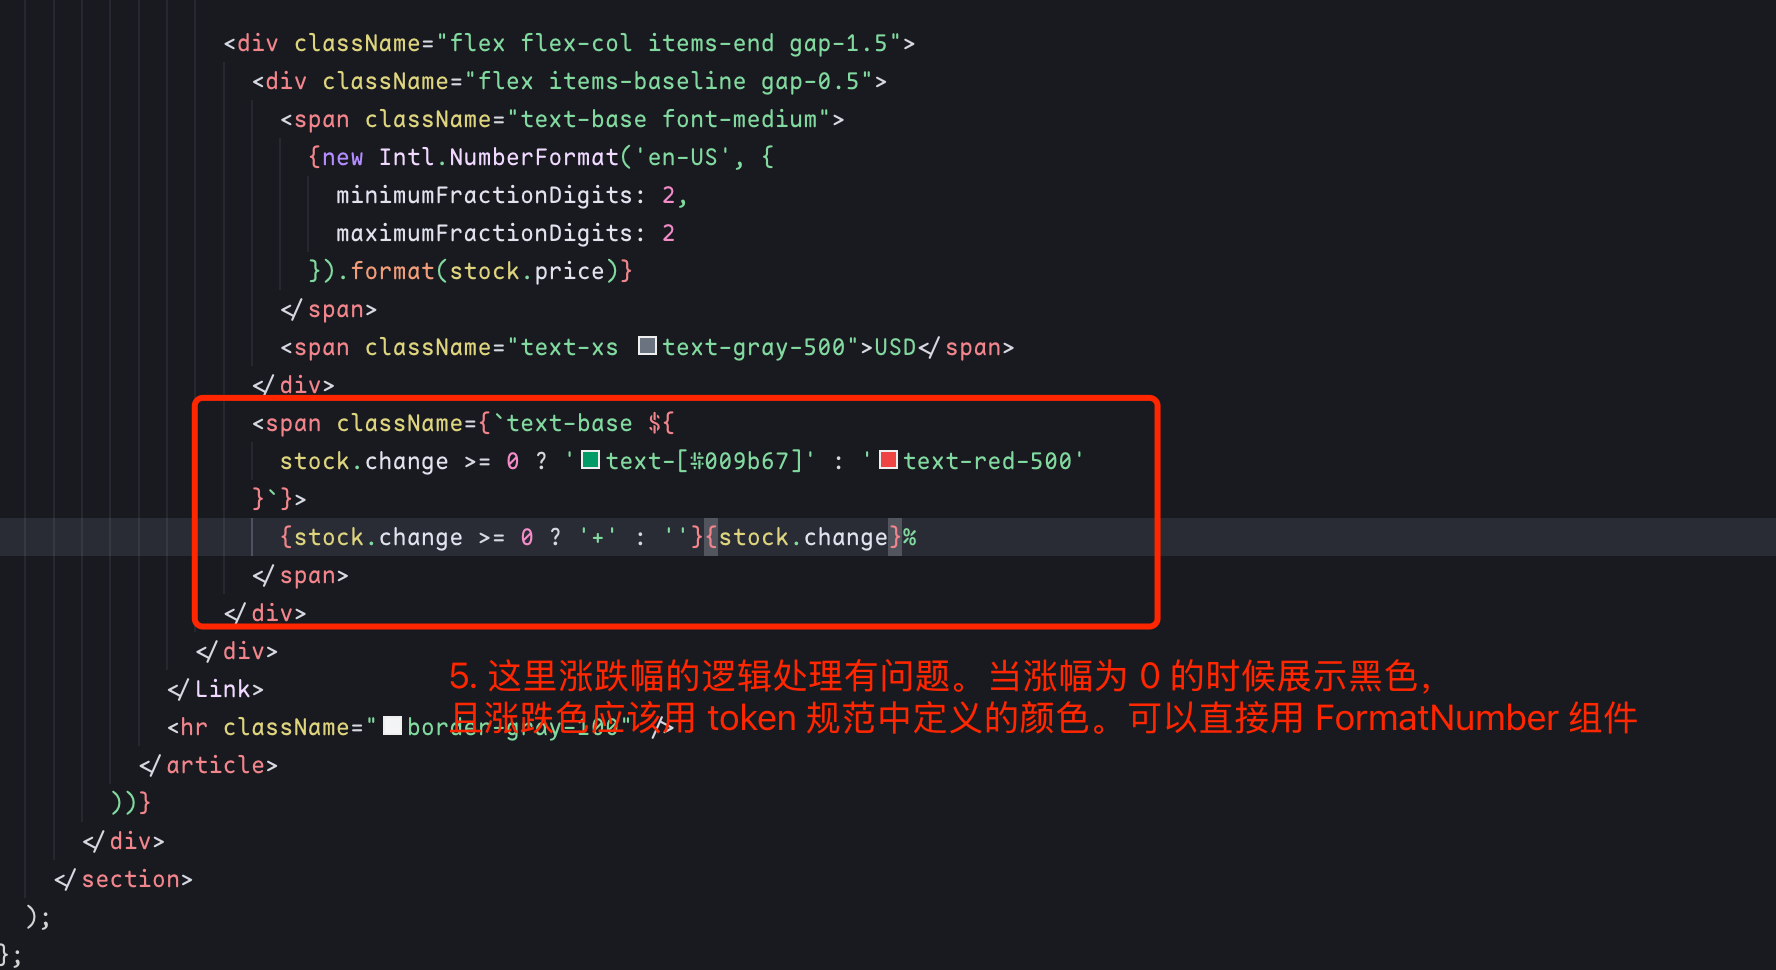 <div className="flex flex-col items-end gap-1.5">
<div className="flex items-baseline gap-0.5">
<span className="text-base font-medium">
{new Intl.NumberFormat('en-US', {
minimumFractionDigits: 2,
maximumFractionDigits: 2
}).format(stock.price)}
</span>
<span className="text-xs text-gray-500">USD</span>
</div>
<span className={`text-base ${
stock.change >= 0 ? 'text-[#009b67]' : 'text-red-500'
}`}>
{stock.change >= 0 ? '+' : ''}{stock.change}%
</span>
</div>
</div>
</Link>
<hr className="border-gray-100" />
</article>
))}
</div>
</section>
);
};
5. 这里涨跌幅的逻辑处理有问题。当涨幅为 0 的时候展示黑色，
且涨跌色应该用 token 规范中定义的颜色。可以直接用 FormatNumber 组件